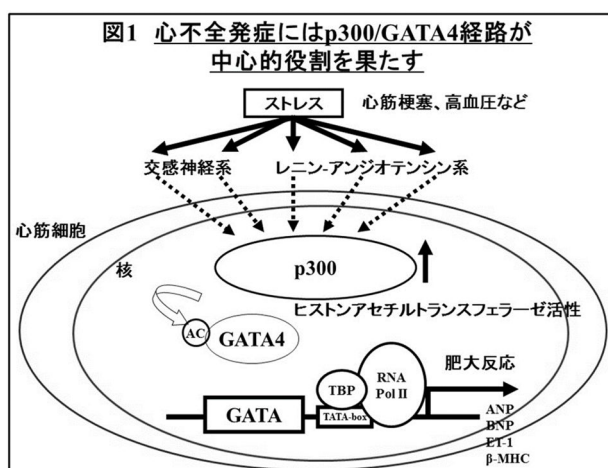 図1 心不全発症にはp300/GATA4経路が
中心的役割を果たす
ストレス 心筋梗塞、高血圧など
交感神経系 レニン-アンジオテンシン系
心筋細胞
核
p300
ヒストンアセチルトランスフェラーゼ活性
AC GATA4
肥大反応
RNA
Pol II
TBP
TATA-box
GATA
ANP
BNP
ET-1
β-MHC